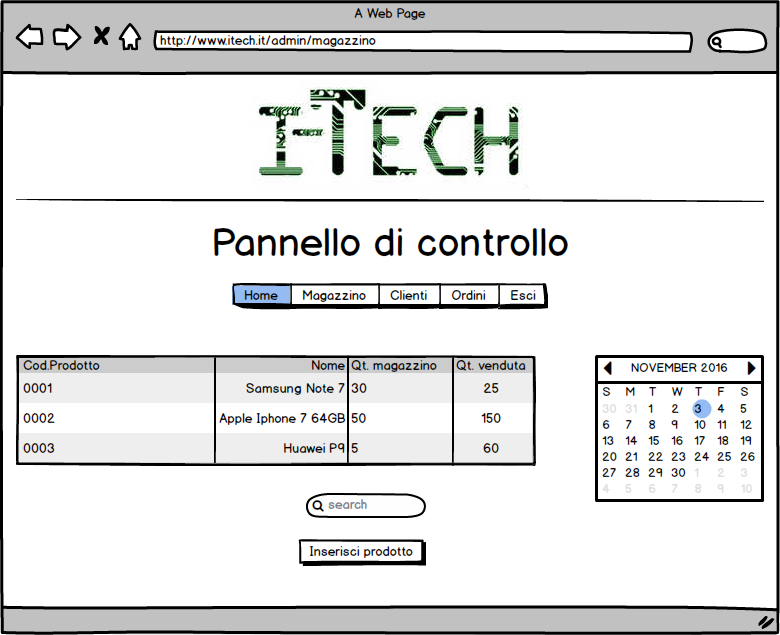 A Web Page
http://www.itech.it/admin/magazzino
I-TECH
Pannello di controllo
Home Magazzino Clienti Ordini Esci
Cod.Prodotto Nome Qt. magazzino Qt. venduta
0001 Samsung Note 7 30 25
0002 Apple Iphone 7 64GB 50 150
0003 Huawei P9 5 60
search
Inserisci prodotto
NOVEMBER 2016
S M T W T F S
30 31 1 2 3 4 5
6 7 8 9 10 11 12
13 14 15 16 17 18 19
20 21 22 23 24 25 26
27 28 29 30 1 2 3
4 5 6 7 8 9 10